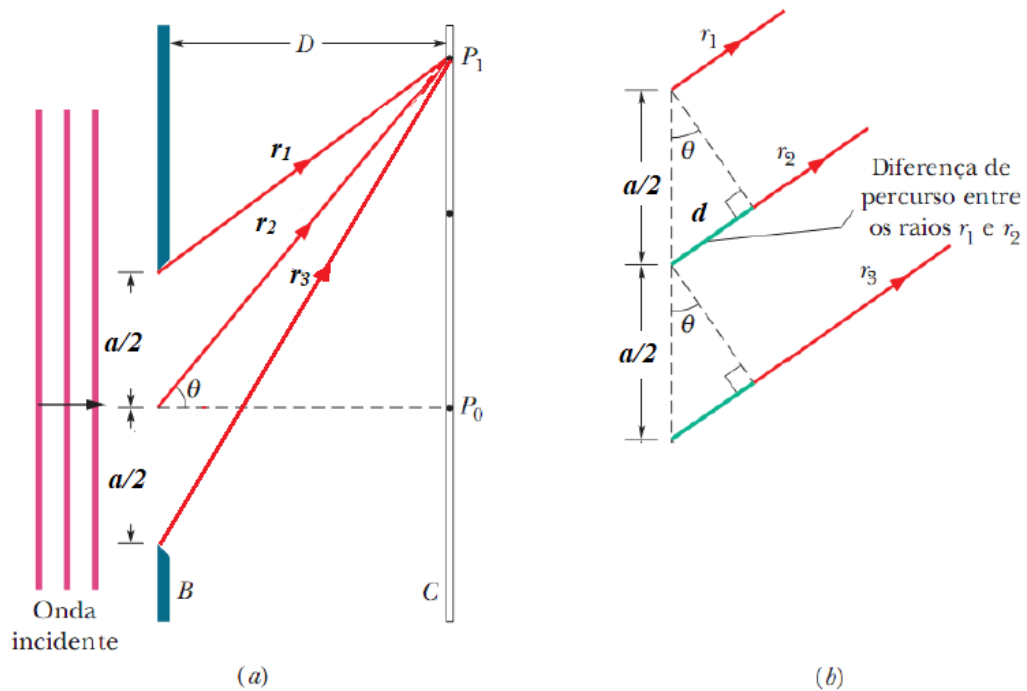 D
P1
r1
r2
r3
a/2
θ
P0
a/2
B
C
Onda
incidente
(a)
r1
θ
r2
a/2
d
Diferença de
percurso entre
os raios r1 e r2
r3
θ
a/2
(b)